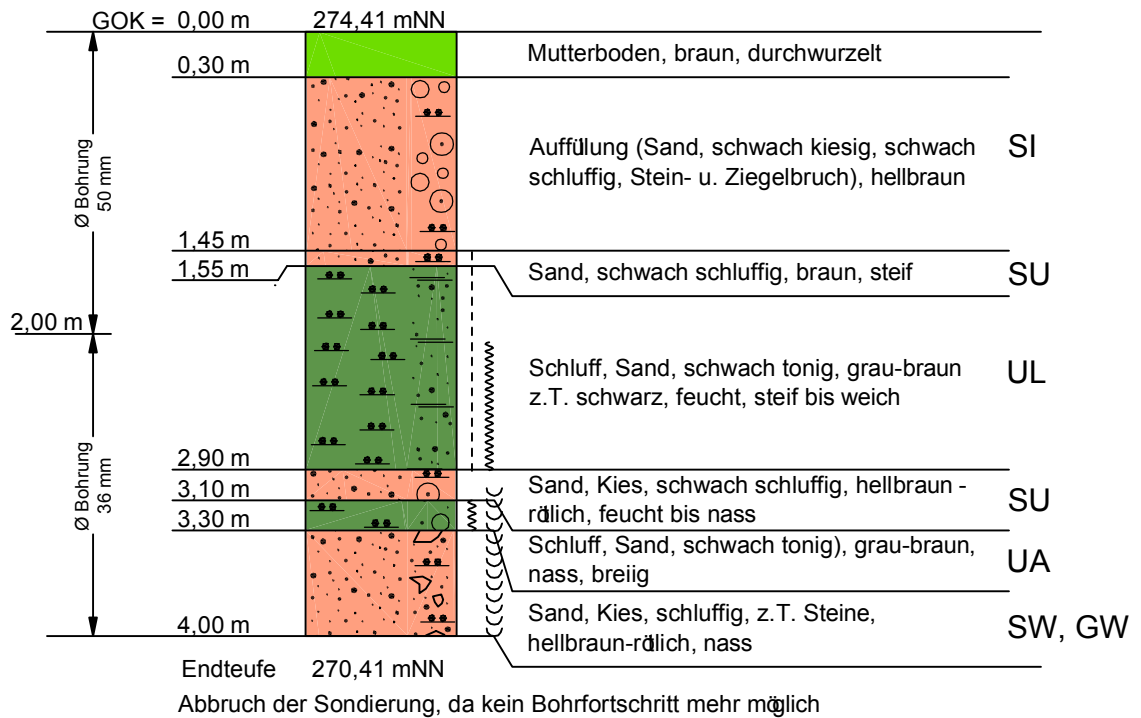 GOK = 0,00 m 274,41 mNN
Mutterboden, braun, durchwurzelt
0,30 m
Auffülung (Sand, schwach kiesig, schwach
schluffig, Stein- u. Ziegelbruch), hellbraun
SI
Ø Bohrung
50 mm
1,45 m
1,55 m
Sand, schwach schluffig, braun, steif
SU
2,00 m
Schluff, Sand, schwach tonig, grau-braun
z.T. schwarz, feucht, steif bis weich
UL
Ø Bohrung
36 mm
2,90 m
3,10 m
Sand, Kies, schwach schluffig, hellbraun -
rötlich, feucht bis nass
SU
3,30 m
Schluff, Sand, schwach tonig), grau-braun,
nass, breiig
UA
Sand, Kies, schluffig, z.T. Steine,
hellbraun-rötlich, nass
SW, GW
4,00 m
Endteufe 270,41 mNN
Abbruch der Sondierung, da kein Bohrfortschritt mehr möglich